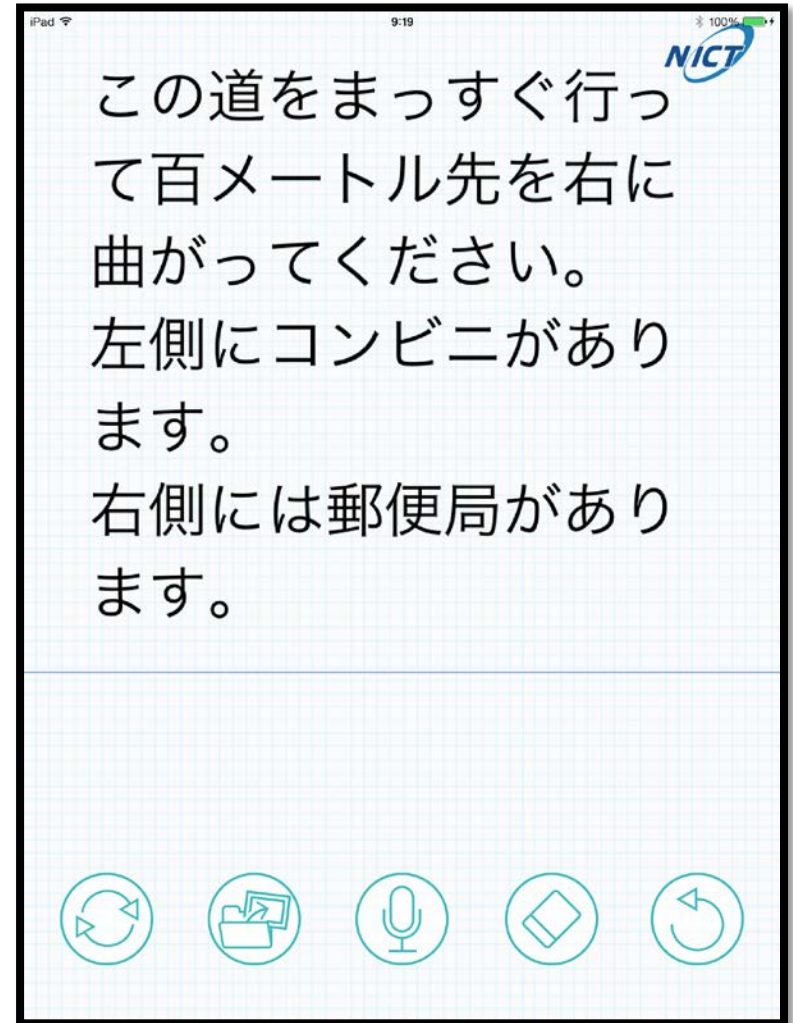 iPad
9:19
100%
NICT
この道をまっすぐ行っ
て百メートル先を右に
曲がってください。
左側にコンビニがあり
ます。
右側には郵便局があり
ます。